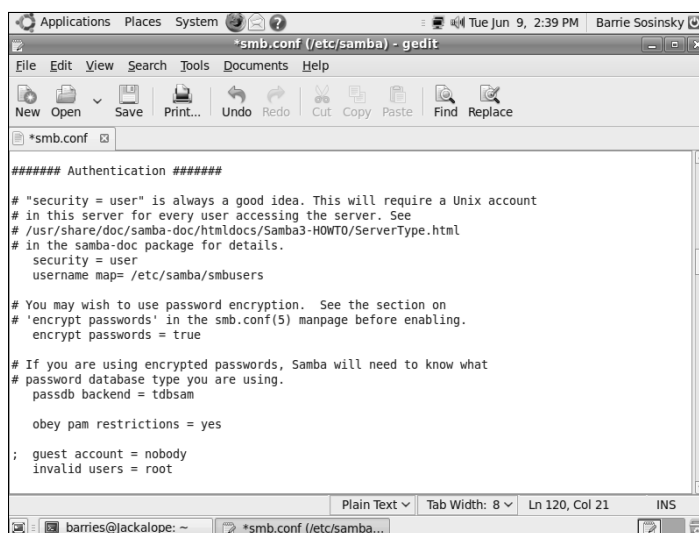 Applications Places System Tue Jun 9, 2:39 PM Barrie Sosinsky
*smb.conf (/etc/samba) - gedit
File Edit View Search Tools Documents Help
New Open Save Print... Undo Redo Cut Copy Paste Find Replace
*smb.conf
####### Authentication #######
# "security = user" is always a good idea. This will require a Unix account
# in this server for every user accessing the server. See
# /usr/share/doc/samba-doc/htmldocs/Samba3-HOWTO/ServerType.html
# in the samba-doc package for details.
security = user
username map= /etc/samba/smbusers
# You may wish to use password encryption.  See the section on
# 'encrypt passwords' in the smb.conf(5) manpage before enabling.
encrypt passwords = true
# If you are using encrypted passwords, Samba will need to know what
# password database type you are using.
passdb backend = tdbsam
obey pam restrictions = yes
;  guest account = nobody
invalid users = root
Plain Text Tab Width: 8 Ln 120, Col 21 INS
barries@Jackalope: ~ *smb.conf (/etc/samba...